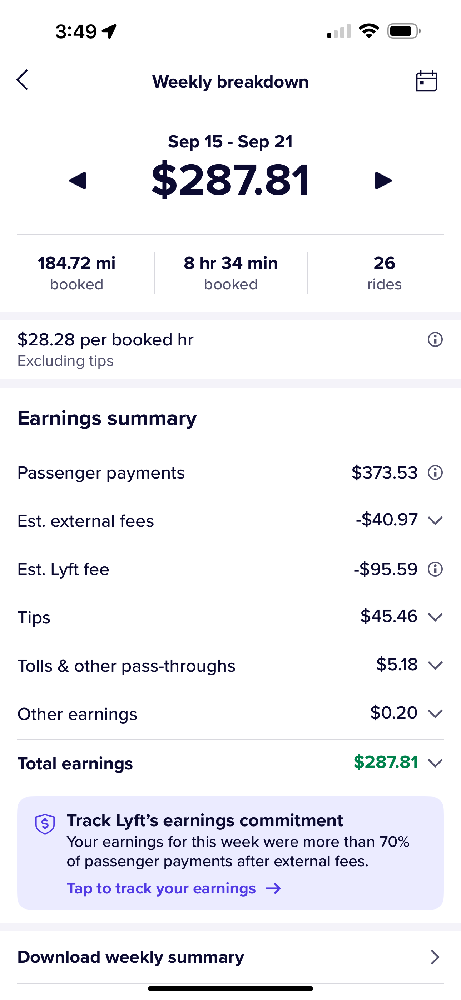 3:49
Weekly breakdown
Sep 15 - Sep 21
$287.81
184.72 mi
booked
8 hr 34 min
booked
26
rides
$28.28 per booked hr
Excluding tips
Earnings summary
Passenger payments $373.53
Est. external fees -$40.97
Est. Lyft fee -$95.59
Tips $45.46
Tolls & other pass-throughs $5.18
Other earnings $0.20
Total earnings $287.81
Track Lyft’s earnings commitment
Your earnings for this week were more than 70%
of passenger payments after external fees.
Tap to track your earnings →
Download weekly summary